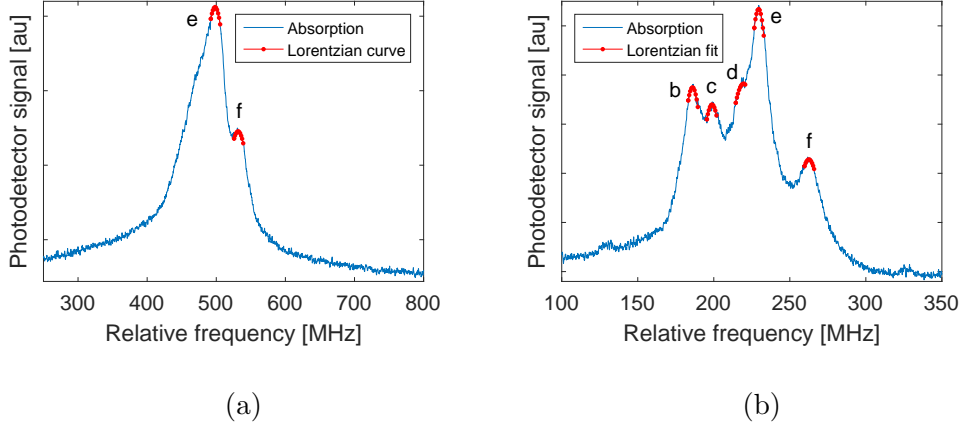 Photodetector signal [au]
e
f
Absorption
Lorentzian curve
300 400 500 600 700 800
Relative frequency [MHz]
(a)
Photodetector signal [au]
b
c
d
e
f
Absorption
Lorentzian fit
100 150 200 250 300 350
Relative frequency [MHz]
(b)